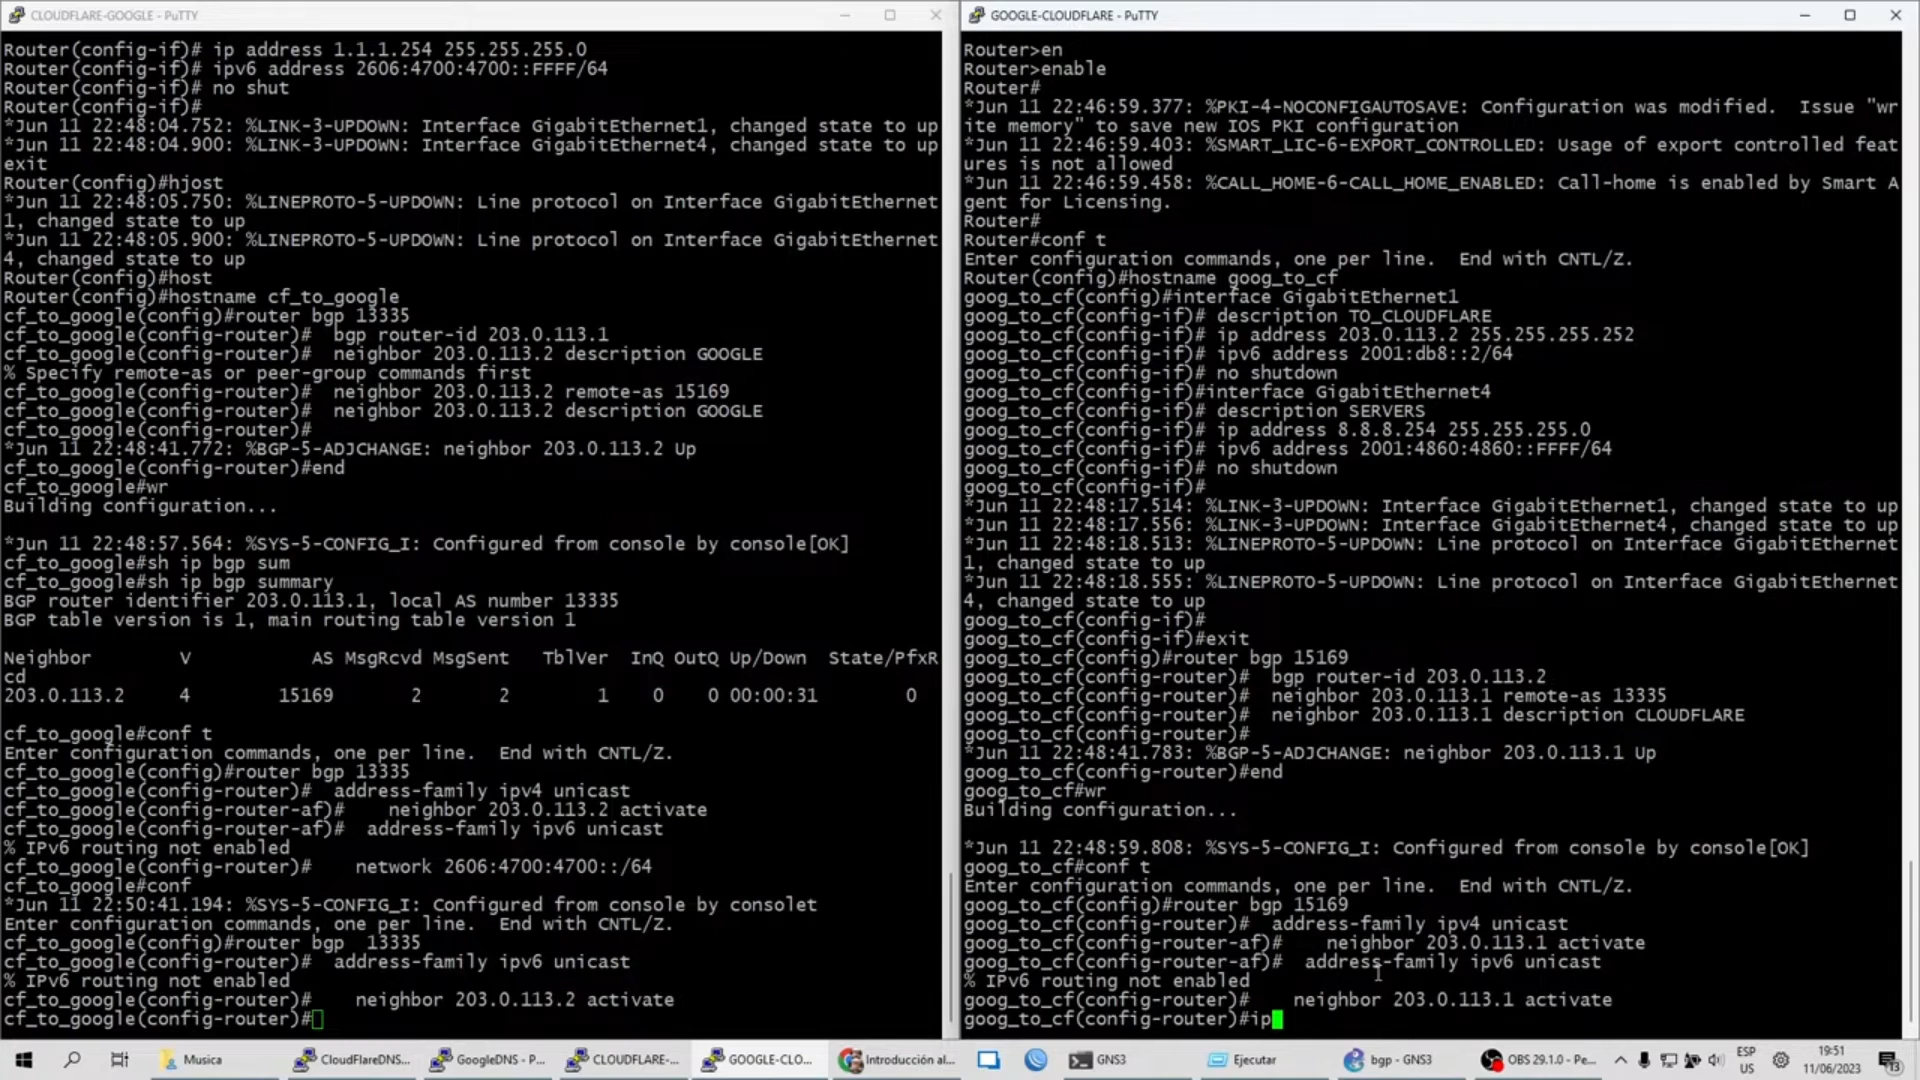 CLOUDFLARE-GOOGLE - PuTTY
Router(config-if)# ip address 1.1.1.254 255.255.255.0
Router(config-if)# ipv6 address 2606:4700:4700::FFFF/64
Router(config-if)# no shut
Router(config-if)#
*Jun 11 22:48:04.752: %LINK-3-UPDOWN: Interface GigabitEthernet1, changed state to up
*Jun 11 22:48:04.900: %LINK-3-UPDOWN: Interface GigabitEthernet4, changed state to up
exit
Router(config)#hjost
*Jun 11 22:48:05.750: %LINEPROTO-5-UPDOWN: Line protocol on Interface GigabitEthernet
1, changed state to up
*Jun 11 22:48:05.900: %LINEPROTO-5-UPDOWN: Line protocol on Interface GigabitEthernet
4, changed state to up
Router(config)#host
Router(config)#hostname cf_to_google
cf_to_google(config)#router bgp 13335
cf_to_google(config-router)#  bgp router-id 203.0.113.1
cf_to_google(config-router)#  neighbor 203.0.113.2 description GOOGLE
% Specify remote-as or peer-group commands first
cf_to_google(config-router)#  neighbor 203.0.113.2 remote-as 15169
cf_to_google(config-router)#  neighbor 203.0.113.2 description GOOGLE
cf_to_google(config-router)#
*Jun 11 22:48:41.772: %BGP-5-ADJCHANGE: neighbor 203.0.113.2 Up
cf_to_google(config-router)#end
cf_to_google#wr
Building configuration...
*Jun 11 22:48:57.564: %SYS-5-CONFIG_I: Configured from console by console[OK]
cf_to_google#sh ip bgp sum
cf_to_google#sh ip bgp summary
BGP router identifier 203.0.113.1, local AS number 13335
BGP table version is 1, main routing table version 1
Neighbor        V           AS MsgRcvd MsgSent   TblVer  InQ OutQ Up/Down  State/PfxR
cd
203.0.113.2     4        15169       2       2        1    0    0 00:00:31        0
cf_to_google#conf t
Enter configuration commands, one per line.  End with CNTL/Z.
cf_to_google(config)#router bgp 13335
cf_to_google(config-router)#  address-family ipv4 unicast
cf_to_google(config-router-af)#    neighbor 203.0.113.2 activate
cf_to_google(config-router-af)#  address-family ipv6 unicast
% IPv6 routing not enabled
cf_to_google(config-router)#    network 2606:4700:4700::/64
cf_to_google#conf
*Jun 11 22:50:41.194: %SYS-5-CONFIG_I: Configured from console by consolet
Enter configuration commands, one per line.  End with CNTL/Z.
cf_to_google(config)#router bgp  13335
cf_to_google(config-router)#  address-family ipv6 unicast
% IPv6 routing not enabled
cf_to_google(config-router)#    neighbor 203.0.113.2 activate
cf_to_google(config-router)#
GOOGLE-CLOUDFLARE - PuTTY
Router>en
Router>enable
Router#
*Jun 11 22:46:59.377: %PKI-4-NOCONFIGAUTOSAVE: Configuration was modified.  Issue "wr
ite memory" to save new IOS PKI configuration
*Jun 11 22:46:59.403: %SMART_LIC-6-EXPORT_CONTROLLED: Usage of export controlled feat
ures is not allowed
*Jun 11 22:46:59.458: %CALL_HOME-6-CALL_HOME_ENABLED: Call-home is enabled by Smart A
gent for Licensing.
Router#
Router#conf t
Enter configuration commands, one per line.  End with CNTL/Z.
Router(config)#hostname goog_to_cf
goog_to_cf(config)#interface GigabitEthernet1
goog_to_cf(config-if)# description TO_CLOUDFLARE
goog_to_cf(config-if)# ip address 203.0.113.2 255.255.255.252
goog_to_cf(config-if)# ipv6 address 2001:db8::2/64
goog_to_cf(config-if)# no shutdown
goog_to_cf(config-if)#interface GigabitEthernet4
goog_to_cf(config-if)# description SERVERS
goog_to_cf(config-if)# ip address 8.8.8.254 255.255.255.0
goog_to_cf(config-if)# ipv6 address 2001:4860:4860::FFFF/64
goog_to_cf(config-if)# no shutdown
goog_to_cf(config-if)#
*Jun 11 22:48:17.514: %LINK-3-UPDOWN: Interface GigabitEthernet1, changed state to up
*Jun 11 22:48:17.556: %LINK-3-UPDOWN: Interface GigabitEthernet4, changed state to up
*Jun 11 22:48:18.513: %LINEPROTO-5-UPDOWN: Line protocol on Interface GigabitEthernet
1, changed state to up
*Jun 11 22:48:18.555: %LINEPROTO-5-UPDOWN: Line protocol on Interface GigabitEthernet
4, changed state to up
goog_to_cf(config-if)#
goog_to_cf(config-if)#exit
goog_to_cf(config)#router bgp 15169
goog_to_cf(config-router)#  bgp router-id 203.0.113.2
goog_to_cf(config-router)#  neighbor 203.0.113.1 remote-as 13335
goog_to_cf(config-router)#  neighbor 203.0.113.1 description CLOUDFLARE
goog_to_cf(config-router)#
*Jun 11 22:48:41.783: %BGP-5-ADJCHANGE: neighbor 203.0.113.1 Up
goog_to_cf(config-router)#end
goog_to_cf#wr
Building configuration...
*Jun 11 22:48:59.808: %SYS-5-CONFIG_I: Configured from console by console[OK]
goog_to_cf#conf t
Enter configuration commands, one per line.  End with CNTL/Z.
goog_to_cf(config)#router bgp 15169
goog_to_cf(config-router)#  address-family ipv4 unicast
goog_to_cf(config-router-af)#    neighbor 203.0.113.1 activate
goog_to_cf(config-router-af)#  address-family ipv6 unicast
% IPv6 routing not enabled
goog_to_cf(config-router)#    neighbor 203.0.113.1 activate
goog_to_cf(config-router)#ip
Musica
CloudFlareDNS...
GoogleDNS - P...
CLOUDFLARE-...
GOOGLE-CLO...
Introducción al...
GNS3
Ejecutar
bgp - GNS3
OBS 29.1.0 - Pe...
ESP
US
19:51
11/06/2023
13